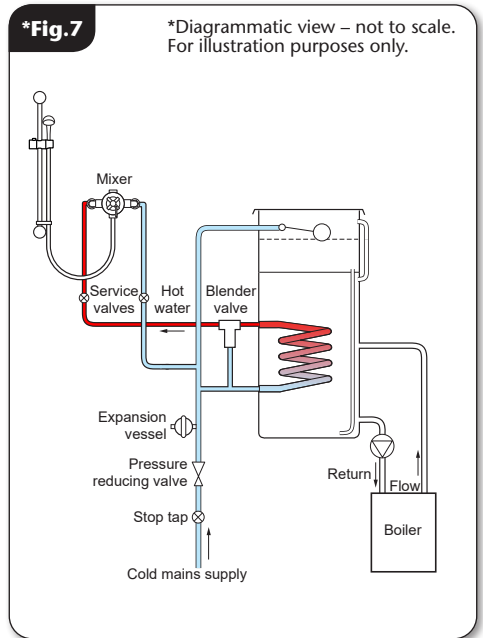 *Fig.7
*Diagrammatic view – not to scale.
For illustration purposes only.
Mixer
Service
valves
Hot
water
Blender
valve
Expansion
vessel
Pressure
reducing valve
Stop tap
Cold mains supply
Return
Flow
Boiler